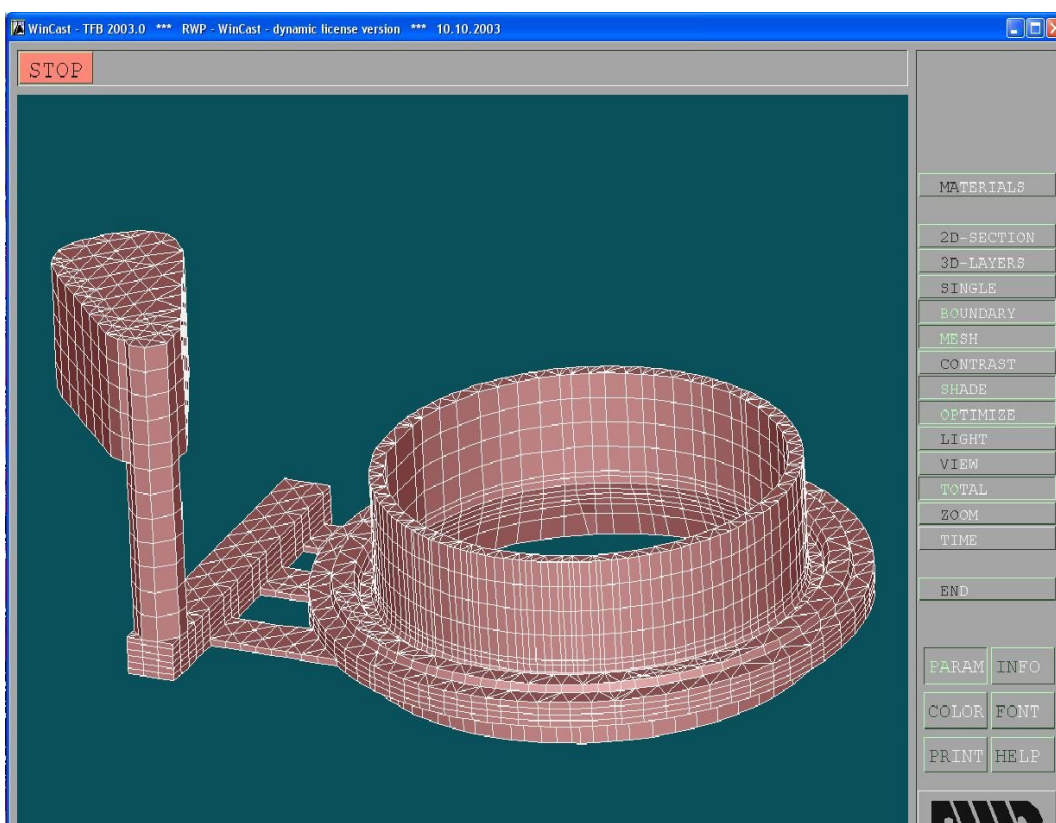 WinCast - TFB 2003.0 *** RWP - WinCast - dynamic license version *** 10.10.2003
STOP
MATERIALS
2D-SECTION
3D-LAYERS
SINGLE
BOUNDARY
MESH
CONTRAST
SHADE
OPTIMIZE
LIGHT
VIEW
TOTAL
ZOOM
TIME
END
PARAM INFO
COLOR FONT
PRINT HELP